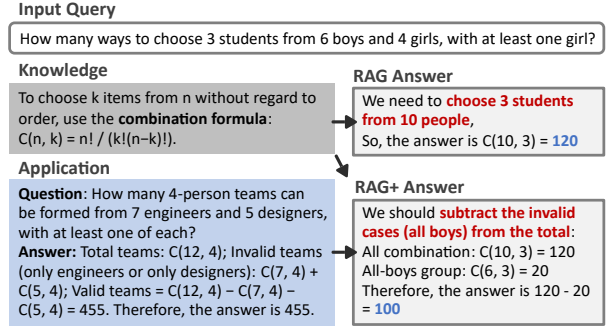 Input Query
How many ways to choose 3 students from 6 boys and 4 girls, with at least one girl?
Knowledge
To choose k items from n without regard to
order, use the combination formula:
C(n, k) = n! / (k!(n−k)!).
Application
Question: How many 4-person teams can
be formed from 7 engineers and 5 designers,
with at least one of each?
Answer: Total teams: C(12, 4); Invalid teams
(only engineers or only designers): C(7, 4) +
C(5, 4); Valid teams = C(12, 4) − C(7, 4) −
C(5, 4) = 455. Therefore, the answer is 455.
RAG Answer
We need to choose 3 students
from 10 people,
So, the answer is C(10, 3) = 120
RAG+ Answer
We should subtract the invalid
cases (all boys) from the total:
All combination: C(10, 3) = 120
All-boys group: C(6, 3) = 20
Therefore, the answer is 120 - 20
= 100